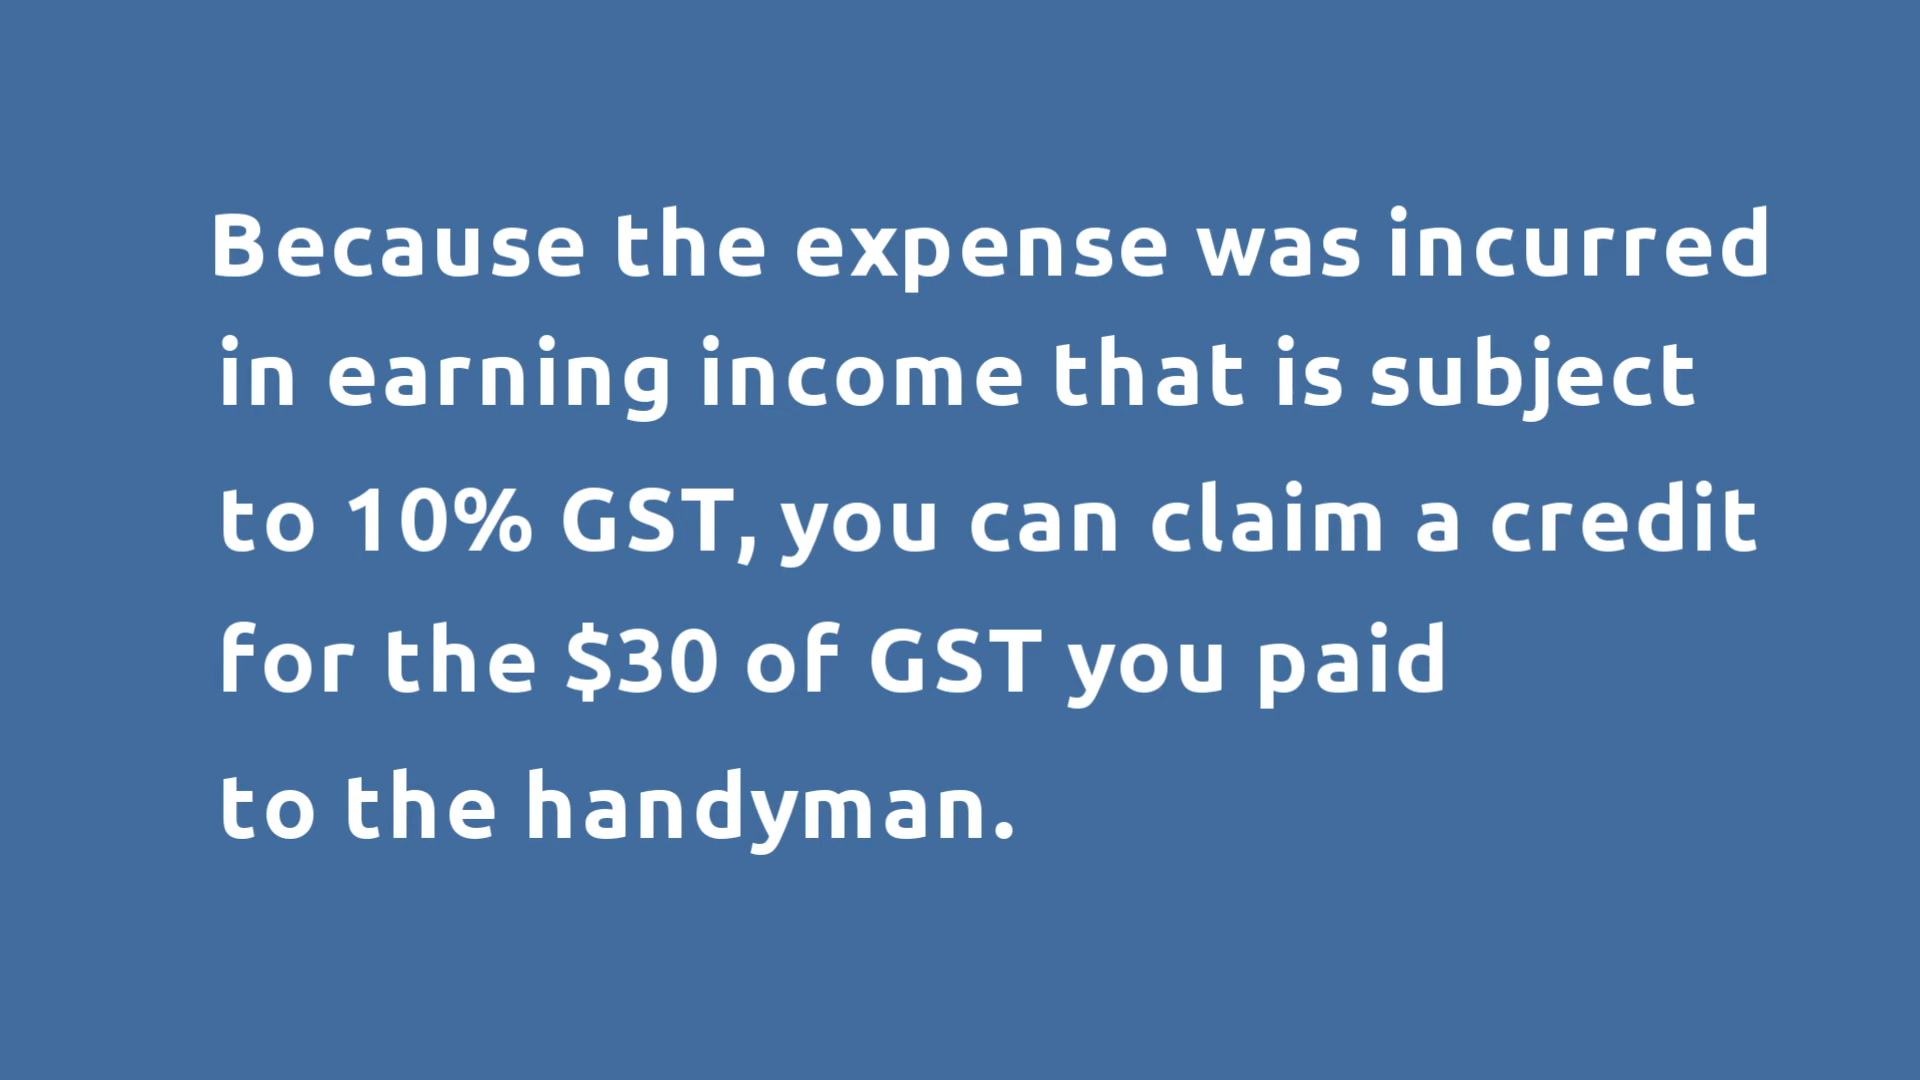 Because the expense was incurred
in earning income that is subject
to 10% GST, you can claim a credit
for the $30 of GST you paid
to the handyman.